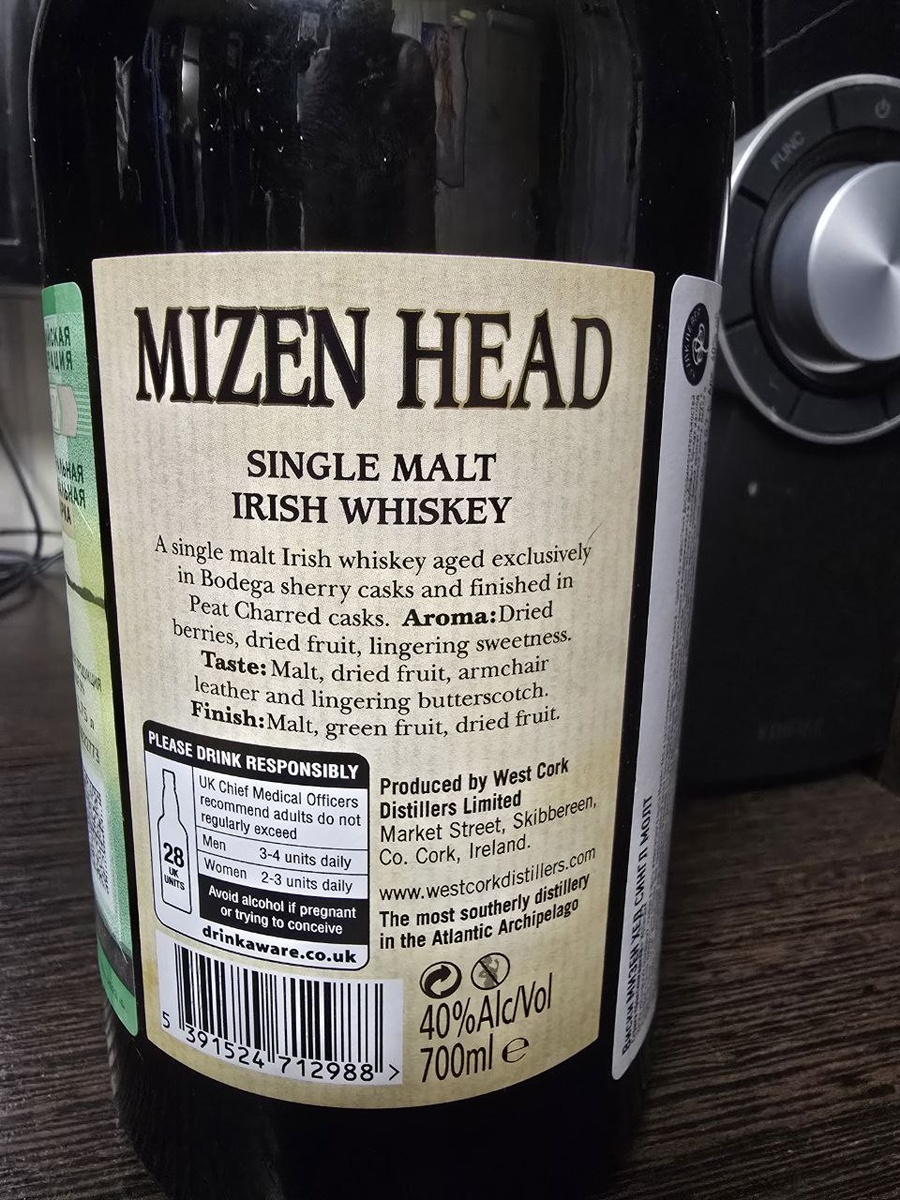 MIZEN HEAD
SINGLE MALT
IRISH WHISKEY
A single malt Irish whiskey aged exclusively
in Bodega sherry casks and finished in
Peat Charred casks. Aroma:Dried
berries, dried fruit, lingering sweetness.
Taste: Malt, dried fruit, armchair
leather and lingering butterscotch.
Finish:Malt, green fruit, dried fruit.
PLEASE DRINK RESPONSIBLY
UK Chief Medical Officers
recommend adults do not
regularly exceed
Men 3-4 units daily
Women 2-3 units daily
28
UK
UNITS
Avoid alcohol if pregnant
or trying to conceive
drinkaware.co.uk
Produced by West Cork
Distillers Limited
Market Street, Skibbereen,
Co. Cork, Ireland.
www.westcorkdistillers.com
The most southerly distillery
in the Atlantic Archipelago
40%Alc/Vol
700ml e
5 391524 712988 >
ВИСКИ МИЗЕН ХЕД СИНГЛ МОЛТ
FUNC